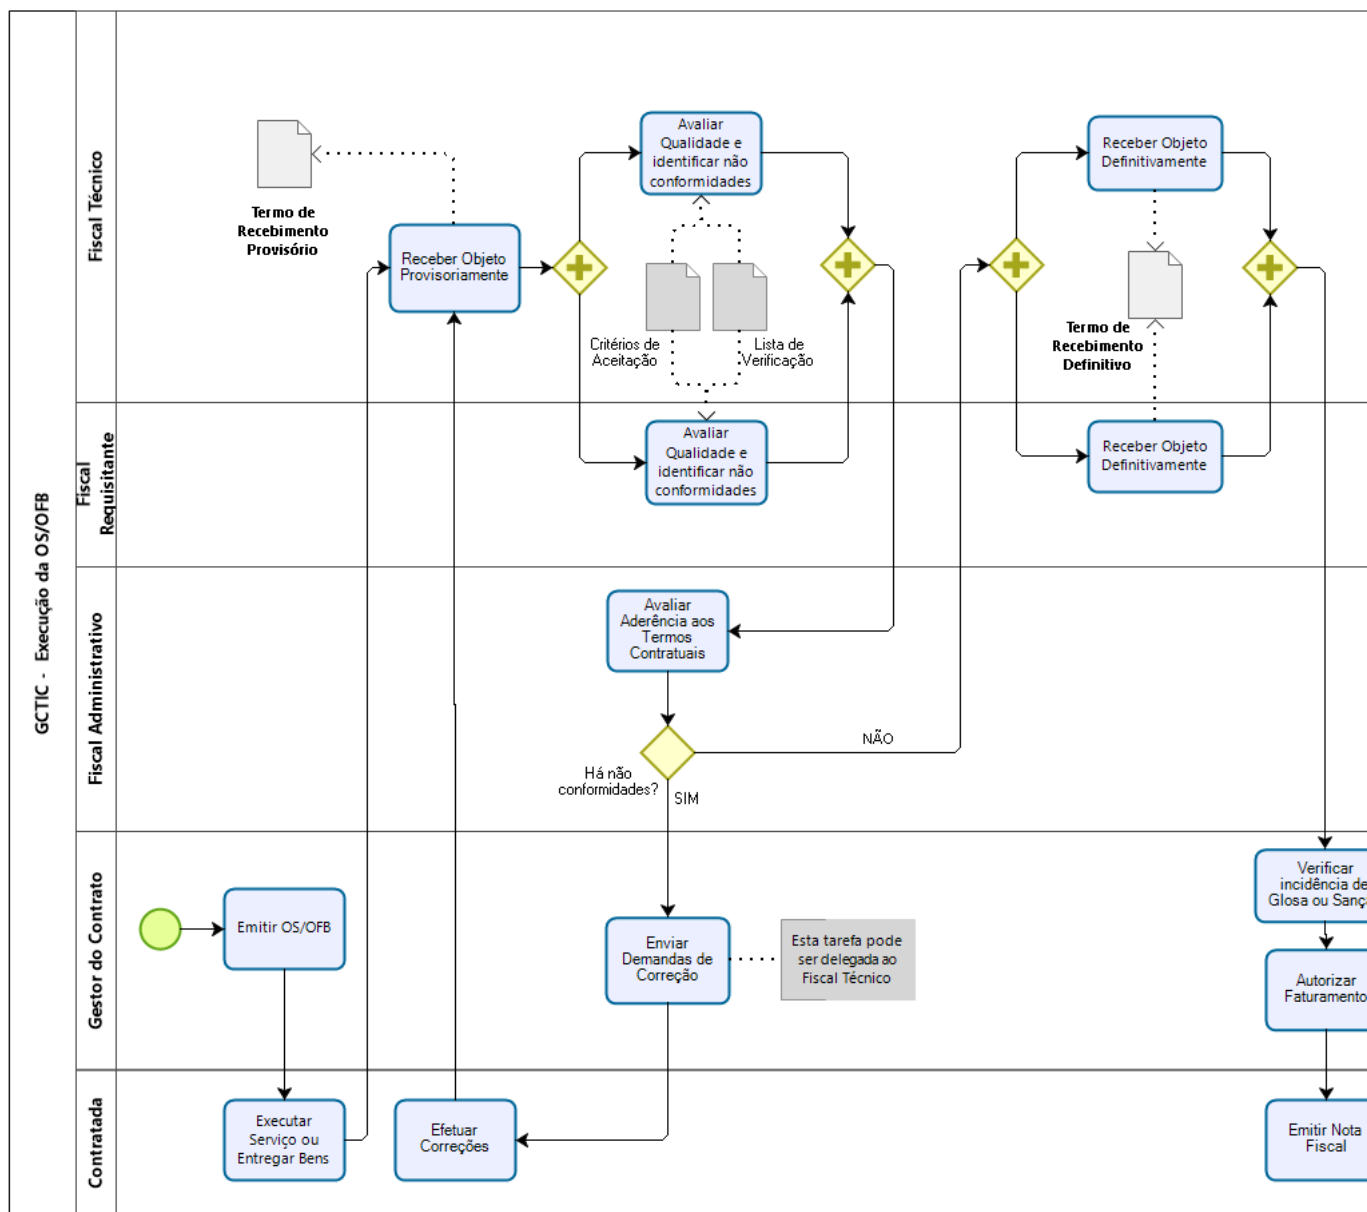 GCTIC - Execução da OS/OFB
Fiscal Técnico
Termo de
Recebimento
Provisório
Receber Objeto
Provisoriamente
Avaliar
Qualidade e
identificar não
conformidades
Critérios de
Aceitação
Lista de
Verificação
Receber Objeto
Definitivamente
Termo de
Recebimento
Definitivo
Fiscal
Requisitante
Avaliar
Qualidade e
identificar não
conformidades
Receber Objeto
Definitivamente
Fiscal Administrativo
Avaliar
Aderência aos
Termos
Contratuais
Há não
conformidades?
NÃO
SIM
Gestor do Contrato
Emitir OS/OFB
Enviar
Demandas de
Correção
Esta tarefa pode
ser delegada ao
Fiscal Técnico
Verificar
incidência de
Glosa ou Sança
Autorizar
Faturamento
Contratada
Executar
Serviço ou
Entregar Bens
Efetuar
Correções
Emitir Nota
Fiscal